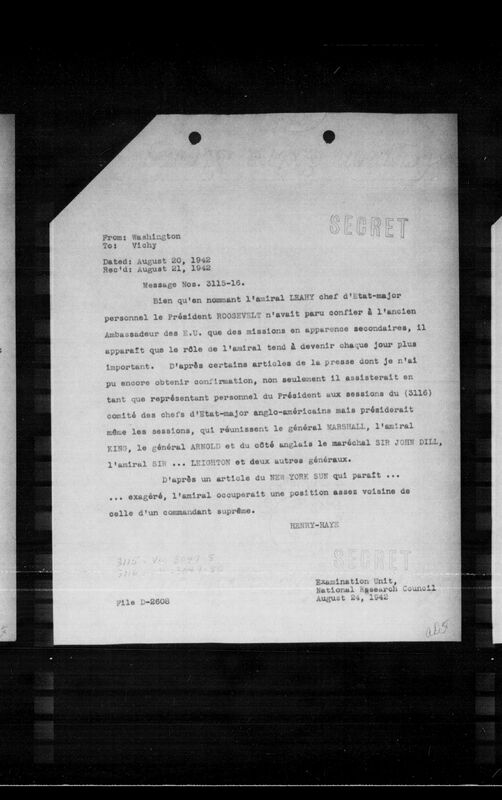 SECRET
From: Washington
To: Vichy
Dated: August 20, 1942
Rec'd: August 21, 1942
Message Nos. 3115-16.
Bien qu'en nommant l'amiral LEAHY chef d'Etat-major
personnel le Président ROOSEVELT n'avait paru confier à l'ancien
Ambassadeur des E.U. que des missions en apparence secondaires, il
apparaît que le rôle de l'amiral tend à devenir chaque jour plus
important. D'après certains articles de la presse dont je n'ai
pu encore obtenir confirmation, non seulement il assisterait en
tant que représentant personnel du Président aux sessions du (3116)
comité des chefs d'Etat-major anglo-américains mais présiderait
même les sessions, qui réunissent le général MARSHALL, l'amiral
KING, le général ARNOLD et du côté anglais le maréchal SIR JOHN DILL,
l'amiral SIR ... LEIGHTON et deux autres généraux.
D'après un article du NEW YORK SUN qui paraît ...
... exagéré, l'amiral occuperait une position assez voisine de
celle d'un commandant suprême.
HENRY-HAYE
3115
SECRET
Examination Unit,
National Research Council
August 24, 1942
File D-2608